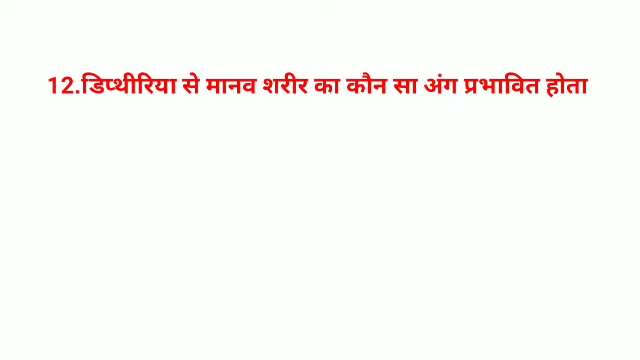 12.डिप्थीरिया से मानव शरीर का कौन सा अंग प्रभावित होता